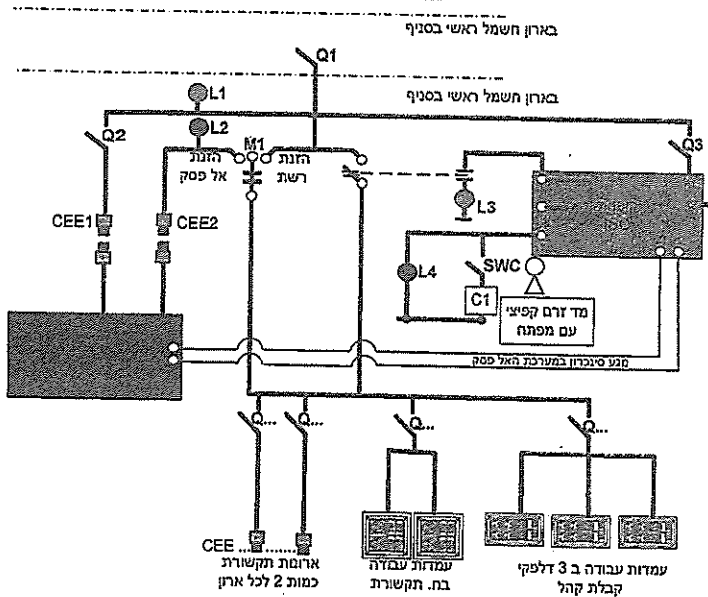 בארון חשמל ראשי בסניף
Q1
בארון חשמל ראשי בסניף
L1
L2
Q2
M1
Q3
הזנת
אל פסק
הזנת
רשת
CEE1
CEE2
L3
L4
SWC
C1
מד זרם קפיצי
עם מפתח
מגע סינכרון במערכת האל פסק
Q...
Q...
Q...
Q...
CEE ...........
ארונות תקשורת
כמות 2 לכל ארון
עמדות עבודה
בח. תקשורת
עמדות עבודה ב 3 דלפקי
קבלת קהל